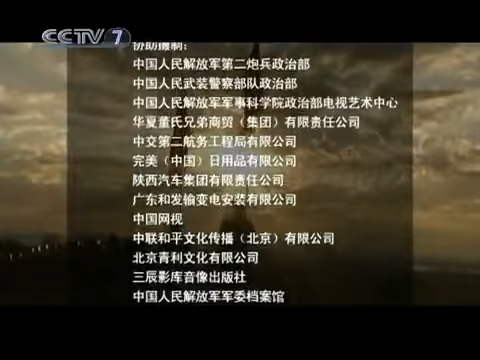 CCTV 7
协助摄制:
中国人民解放军第二炮兵政治部
中国人民武装警察部队政治部
中国人民解放军军事科学院政治部电视艺术中心
华夏董氏兄弟商贸（集团）有限责任公司
中交第二航务工程局有限公司
完美（中国）日用品有限公司
陕西汽车集团有限责任公司
广东和发输变电安装有限公司
中国网视
中联和平文化传播（北京）有限公司
北京青利文化有限公司
三辰影库音像出版社
中国人民解放军军委档案馆